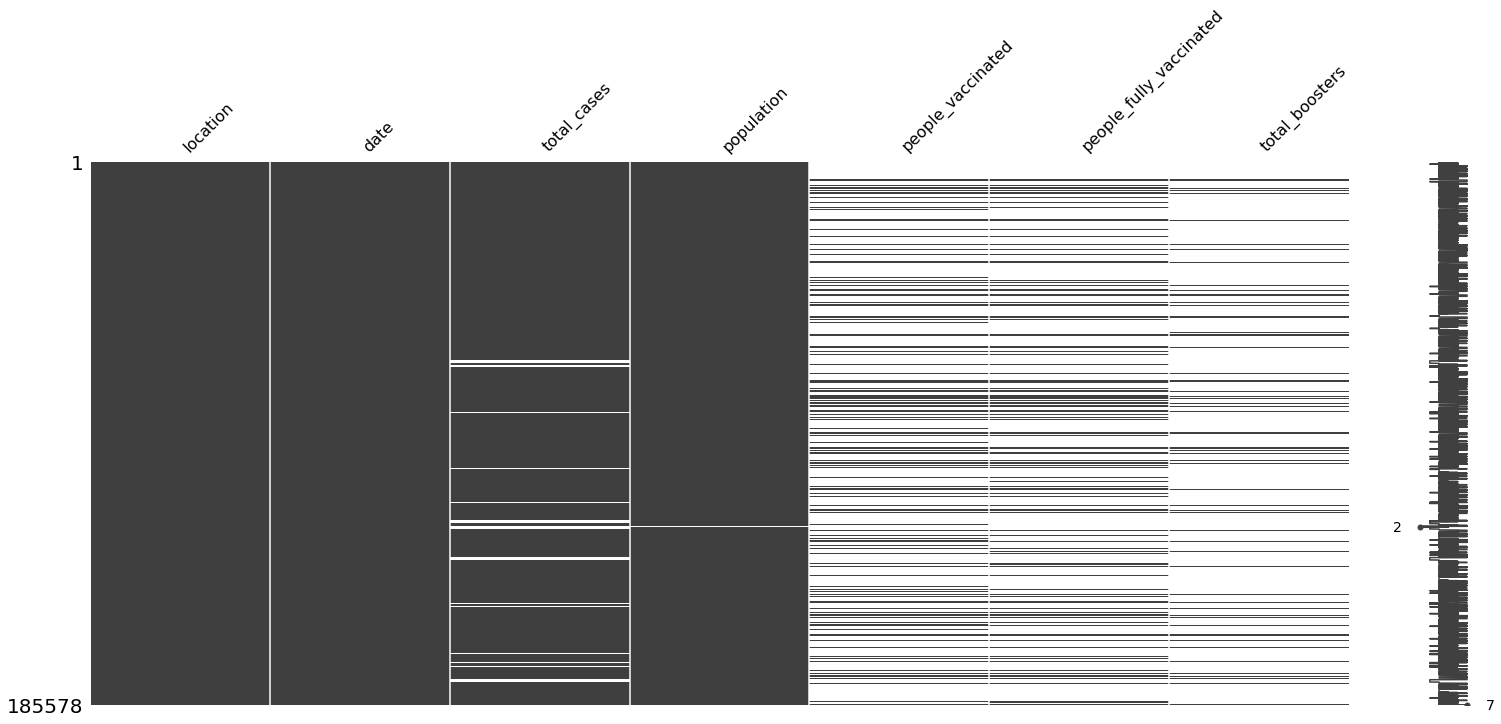 location
date
total_cases
population
people_vaccinated
people_fully_vaccinated
total_boosters
1
2
185578
7